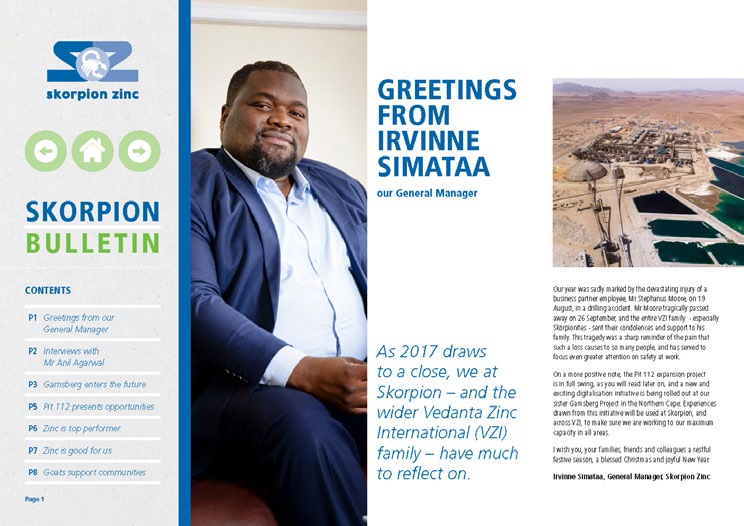 skorpion zinc
SKORPION
BULLETIN
CONTENTS
P1 Greetings from our
General Manager
P2 Interviews with
Mr Anil Agarwal
P3 Gamsberg enters the future
P5 Pit 112 presents opportunities
P6 Zinc is top performer
P7 Zinc is good for us
P8 Goats support communities
Page 1
GREETINGS
FROM
IRVINNE
SIMATAA
our General Manager
As 2017 draws
to a close, we at
Skorpion – and the
wider Vedanta Zinc
International (VZI)
family – have much
to reflect on.
Our year was sadly marked by the devastating injury of a
business partner employee, Mr Stephanus Moore, on 19
August, in a drilling accident. Mr Moore tragically passed
away on 26 September, and the entire VZI family - especially
Skorpionites - sent their condolences and support to his
family. This tragedy was a sharp reminder of the pain that
such a loss causes to so many people, and has served to
focus even greater attention on safety at work.
On a more positive note, the Pit 112 expansion project
is in full swing, as you will read later on, and a new and
exciting digitalisation initiative is being rolled out at our
sister Gamsberg Project in the Northern Cape. Experiences
drawn from this initiative will be used at Skorpion, and
across VZI, to make sure we are working to our maximum
capacity in all areas.
I wish you, your families, friends and colleagues a restful
festive season, a blessed Christmas and joyful New Year.
Irvinne Simataa, General Manager, Skorpion Zinc